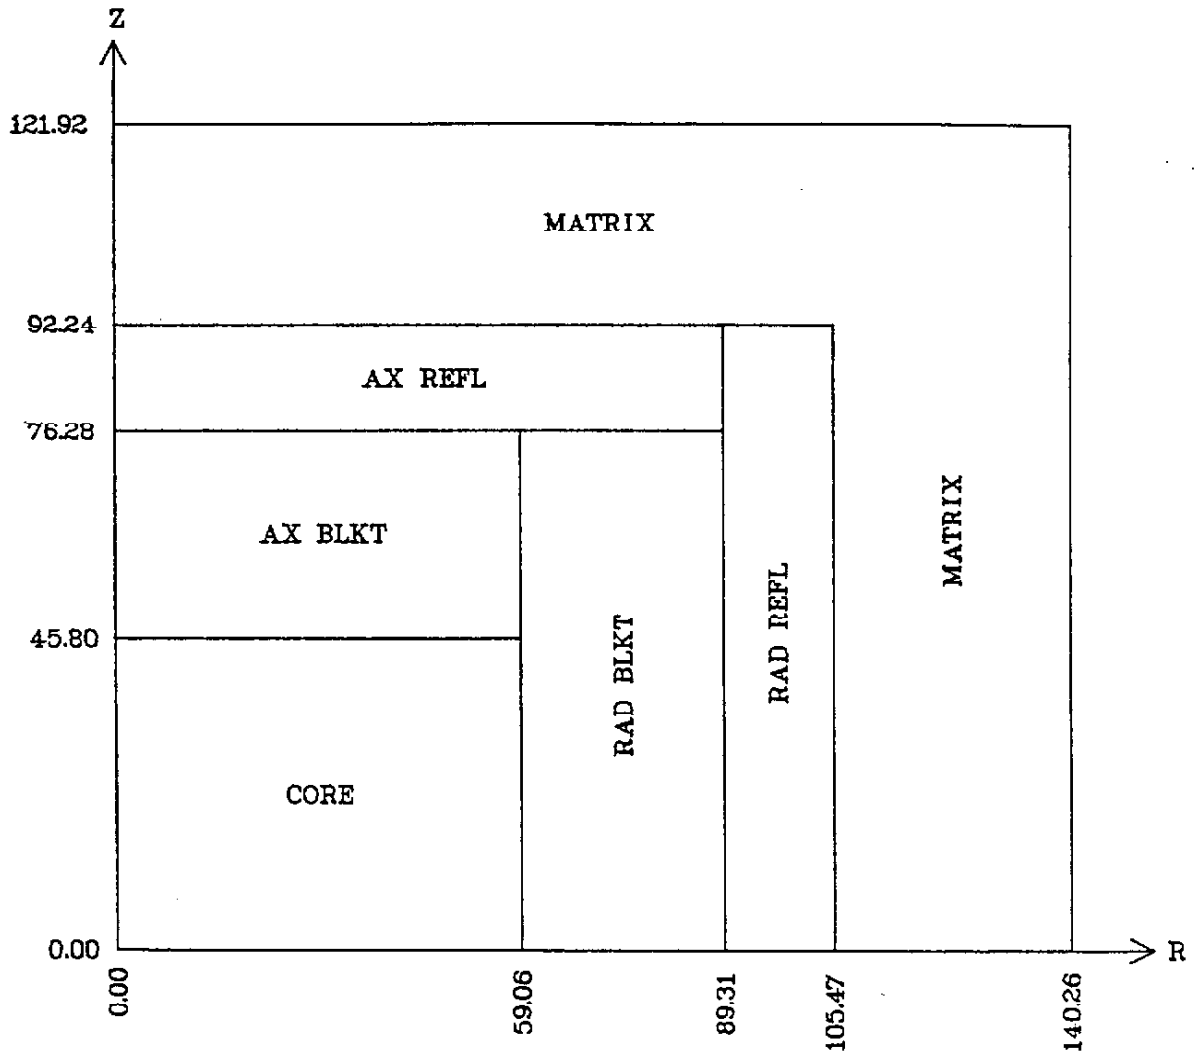 Z
121.92
MATRIX
92.24
AX REFL
76.28
AX BLKT
MATRIX
RAD REFL
RAD BLKT
45.80
CORE
0.00
R
0.00
59.06
89.31
105.47
140.26